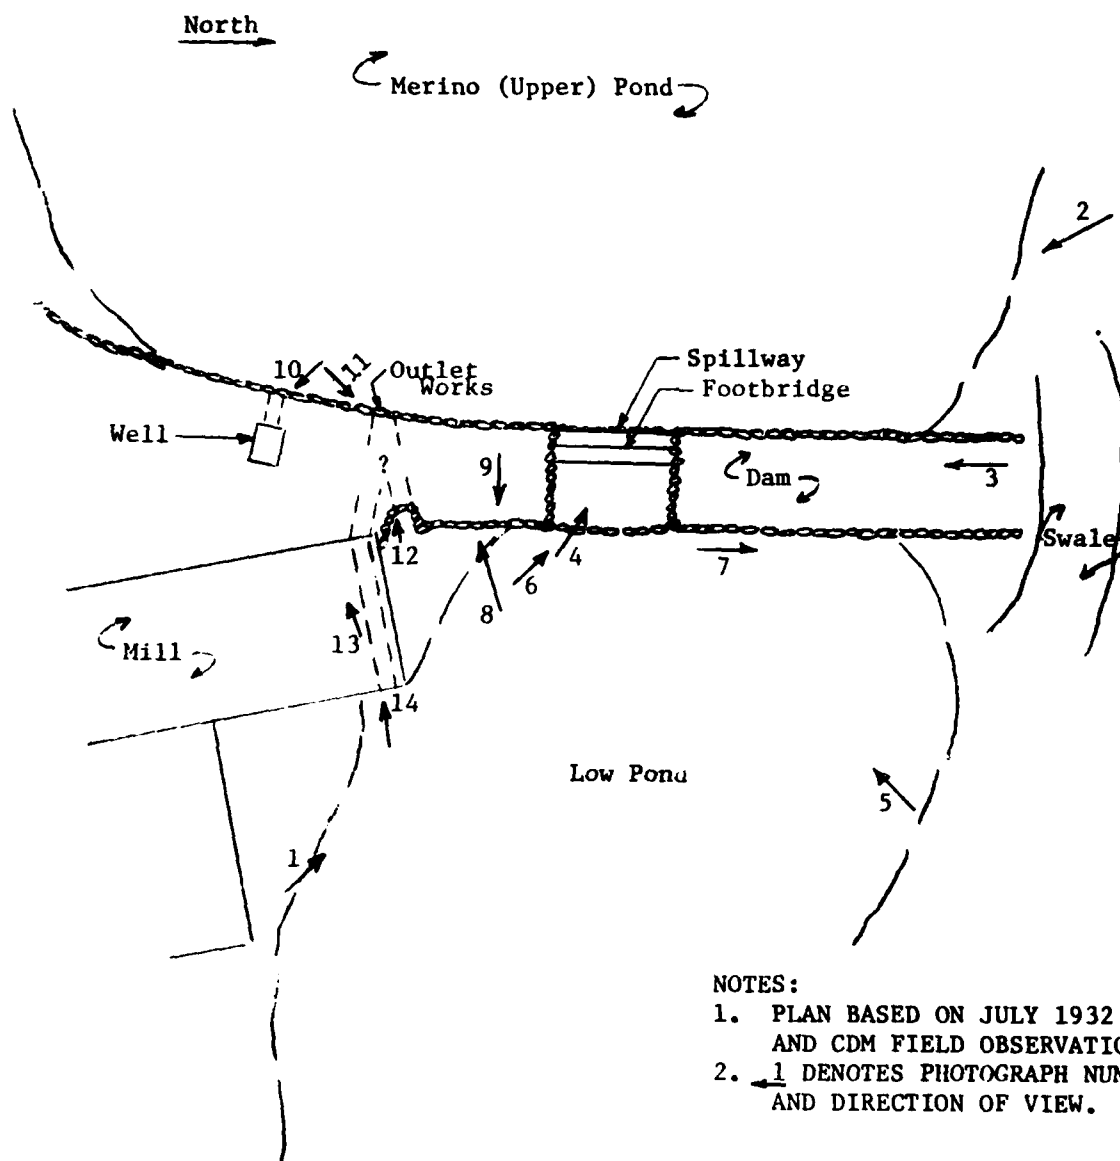 North
Merino (Upper) Pond
2
10
11
Outlet
Works
Spillway
Footbridge
Well
?
9
Dam
3
12
4
6
8
7
Swale
13
Mill
14
Low Pond
5
1
NOTES:
1. PLAN BASED ON JULY 1932
AND CDM FIELD OBSERVATIO
2. 1 DENOTES PHOTOGRAPH NUM
AND DIRECTION OF VIEW.